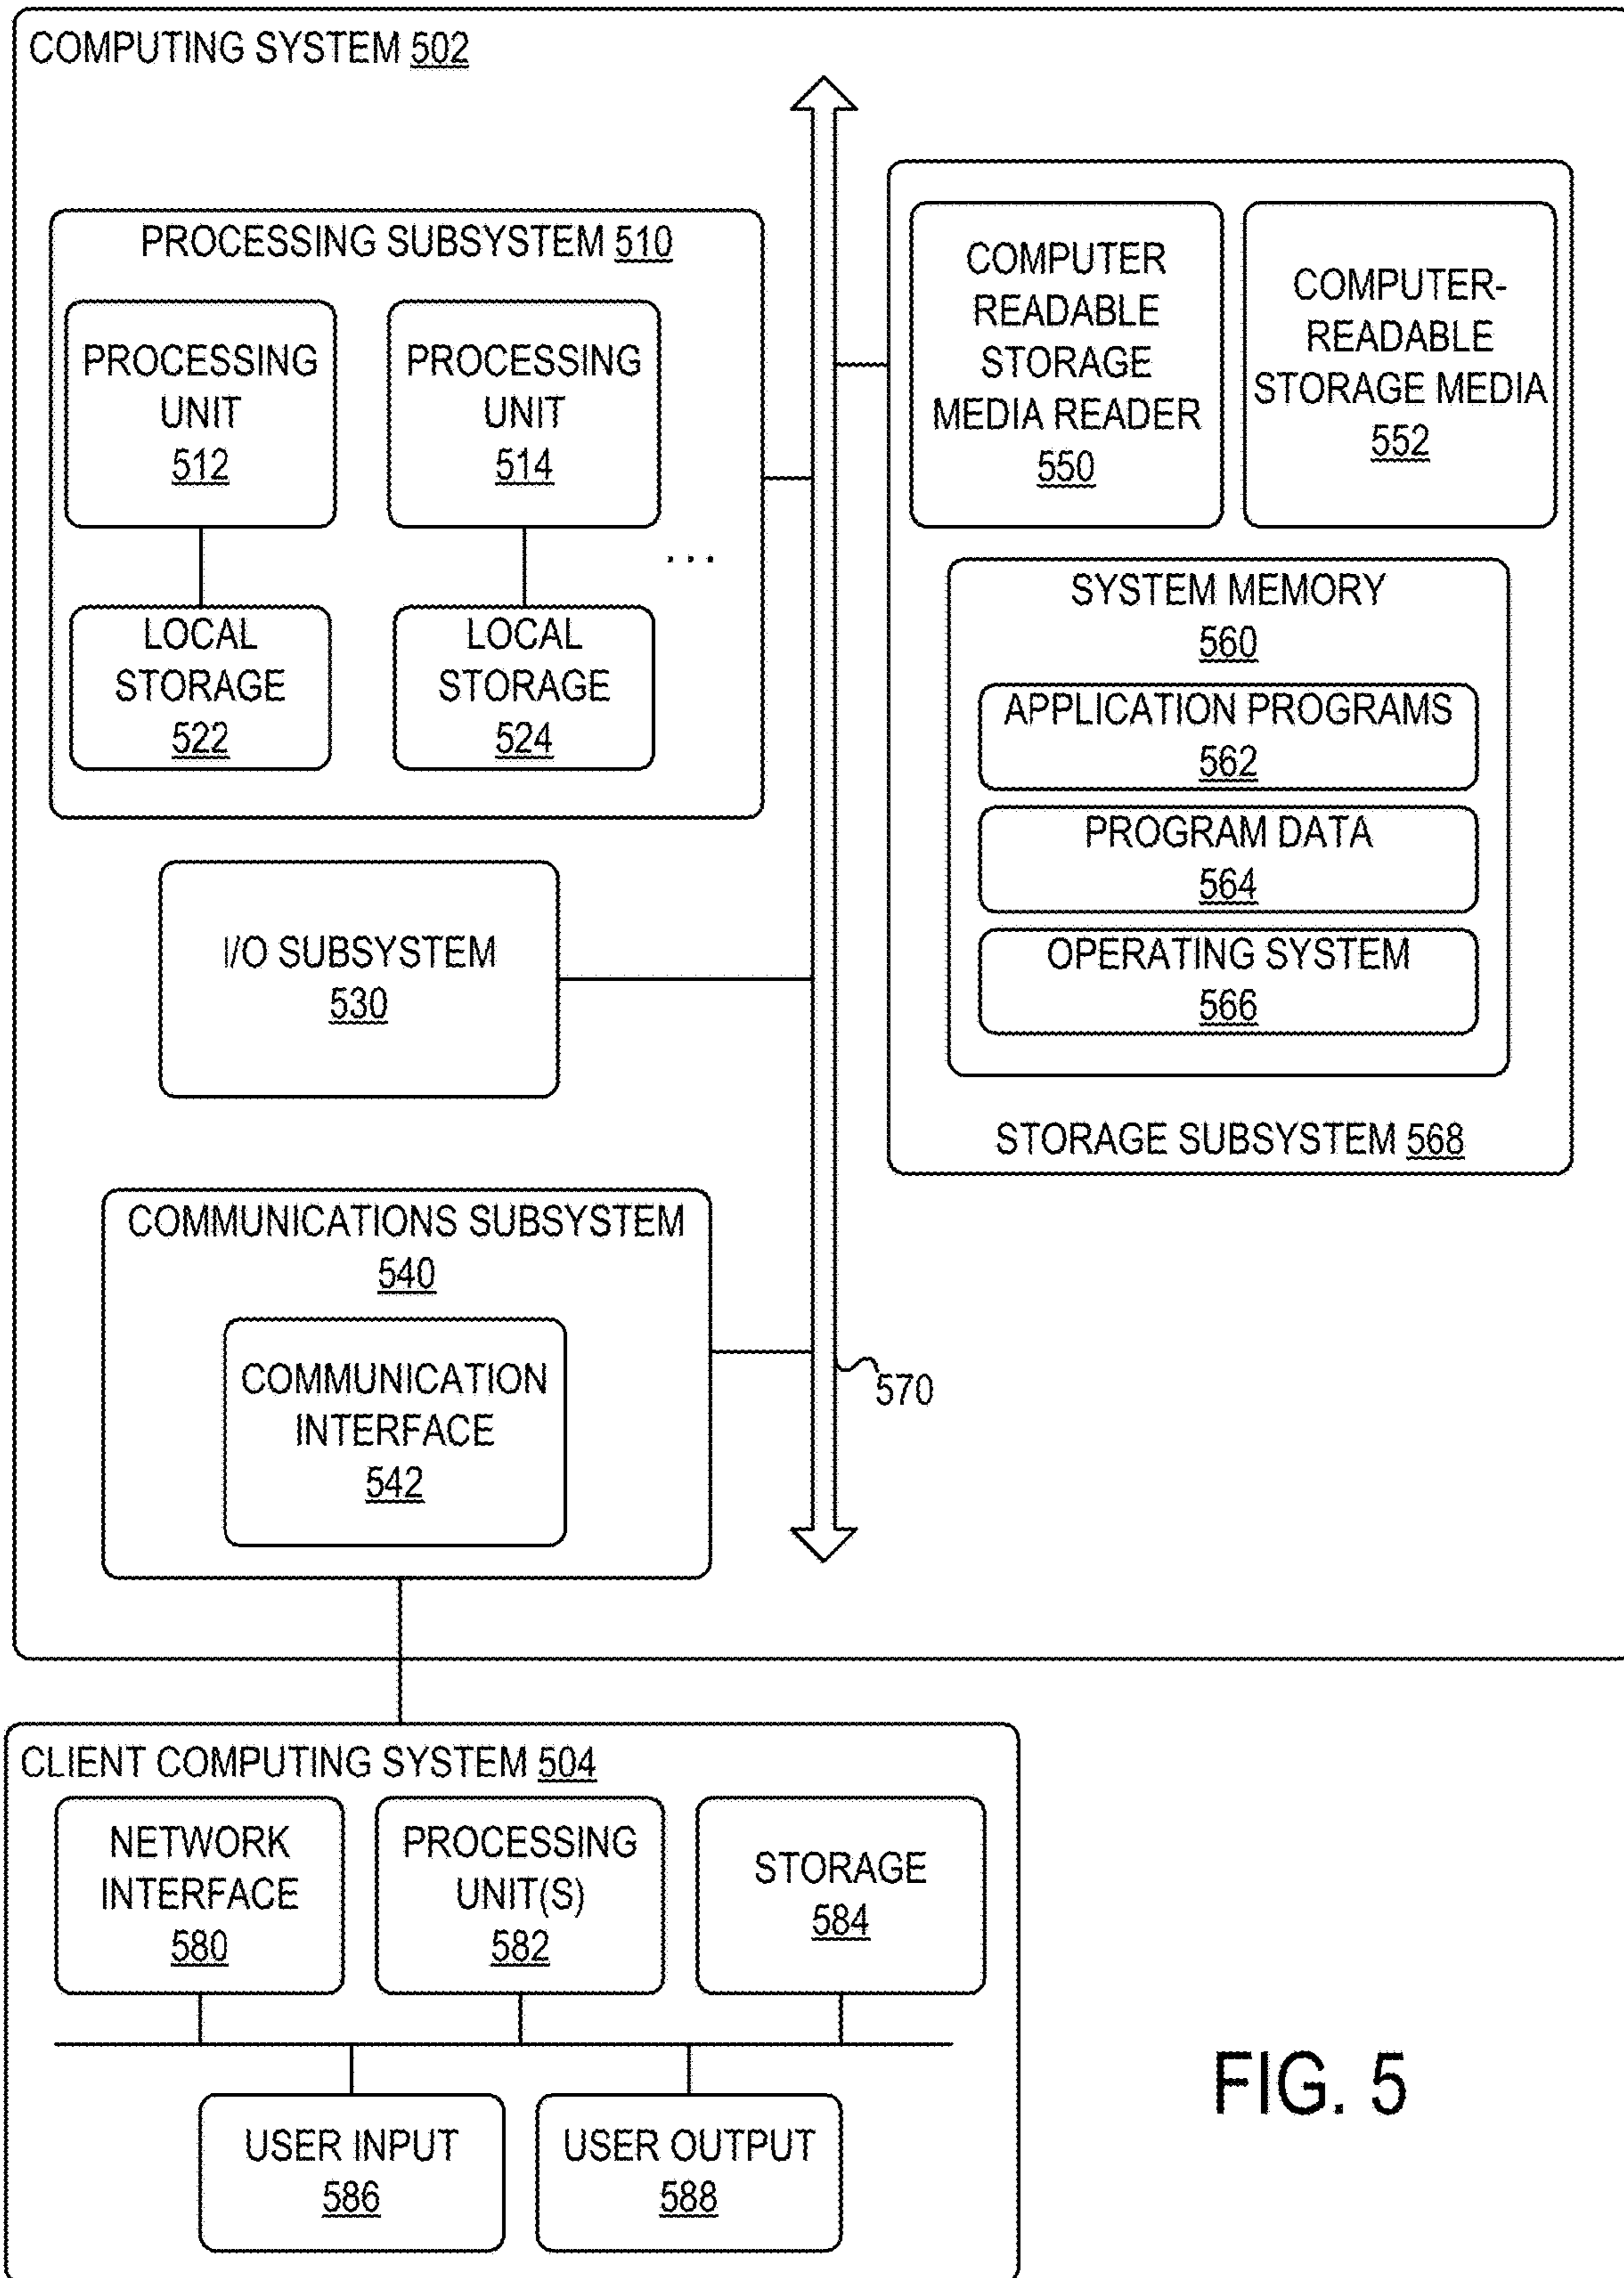 COMPUTING SYSTEM 502
PROCESSING SUBSYSTEM 510
PROCESSING
UNIT
512
PROCESSING
UNIT
514
...
LOCAL
STORAGE
522
LOCAL
STORAGE
524
I/O SUBSYSTEM
530
COMMUNICATIONS SUBSYSTEM
540
COMMUNICATION
INTERFACE
542
570
COMPUTER
READABLE
STORAGE
MEDIA READER
550
COMPUTER-
READABLE
STORAGE MEDIA
552
SYSTEM MEMORY
560
APPLICATION PROGRAMS
562
PROGRAM DATA
564
OPERATING SYSTEM
566
STORAGE SUBSYSTEM 568
CLIENT COMPUTING SYSTEM 504
NETWORK
INTERFACE
580
PROCESSING
UNIT(S)
582
STORAGE
584
USER INPUT
586
USER OUTPUT
588
FIG. 5